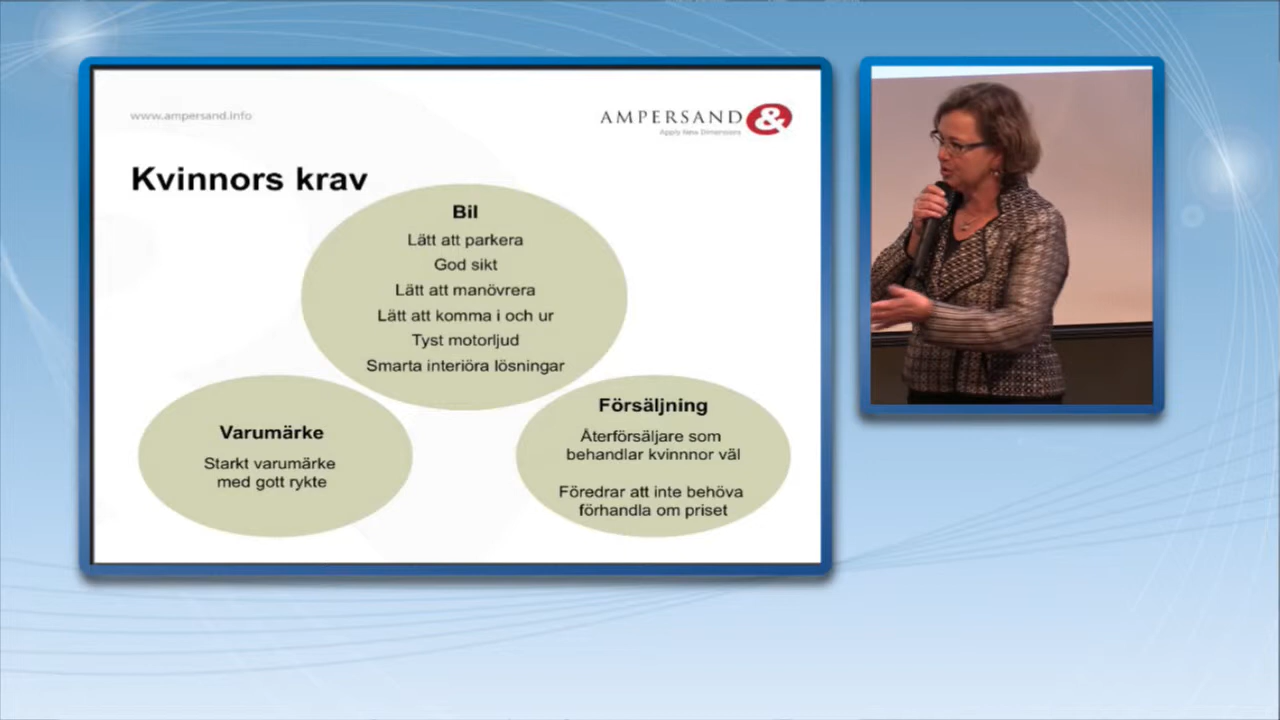 www.ampersand.info
AMPERSAND &
Apply New Dimensions
Kvinnors krav
Bil
Lätt att parkera
God sikt
Lätt att manövrera
Lätt att komma i och ur
Tyst motorljud
Smarta interiöra lösningar
Varumärke
Starkt varumärke
med gott rykte
Försäljning
Återförsäljare som
behandlar kvinnnor väl
Föredrar att inte behöva
förhandla om priset